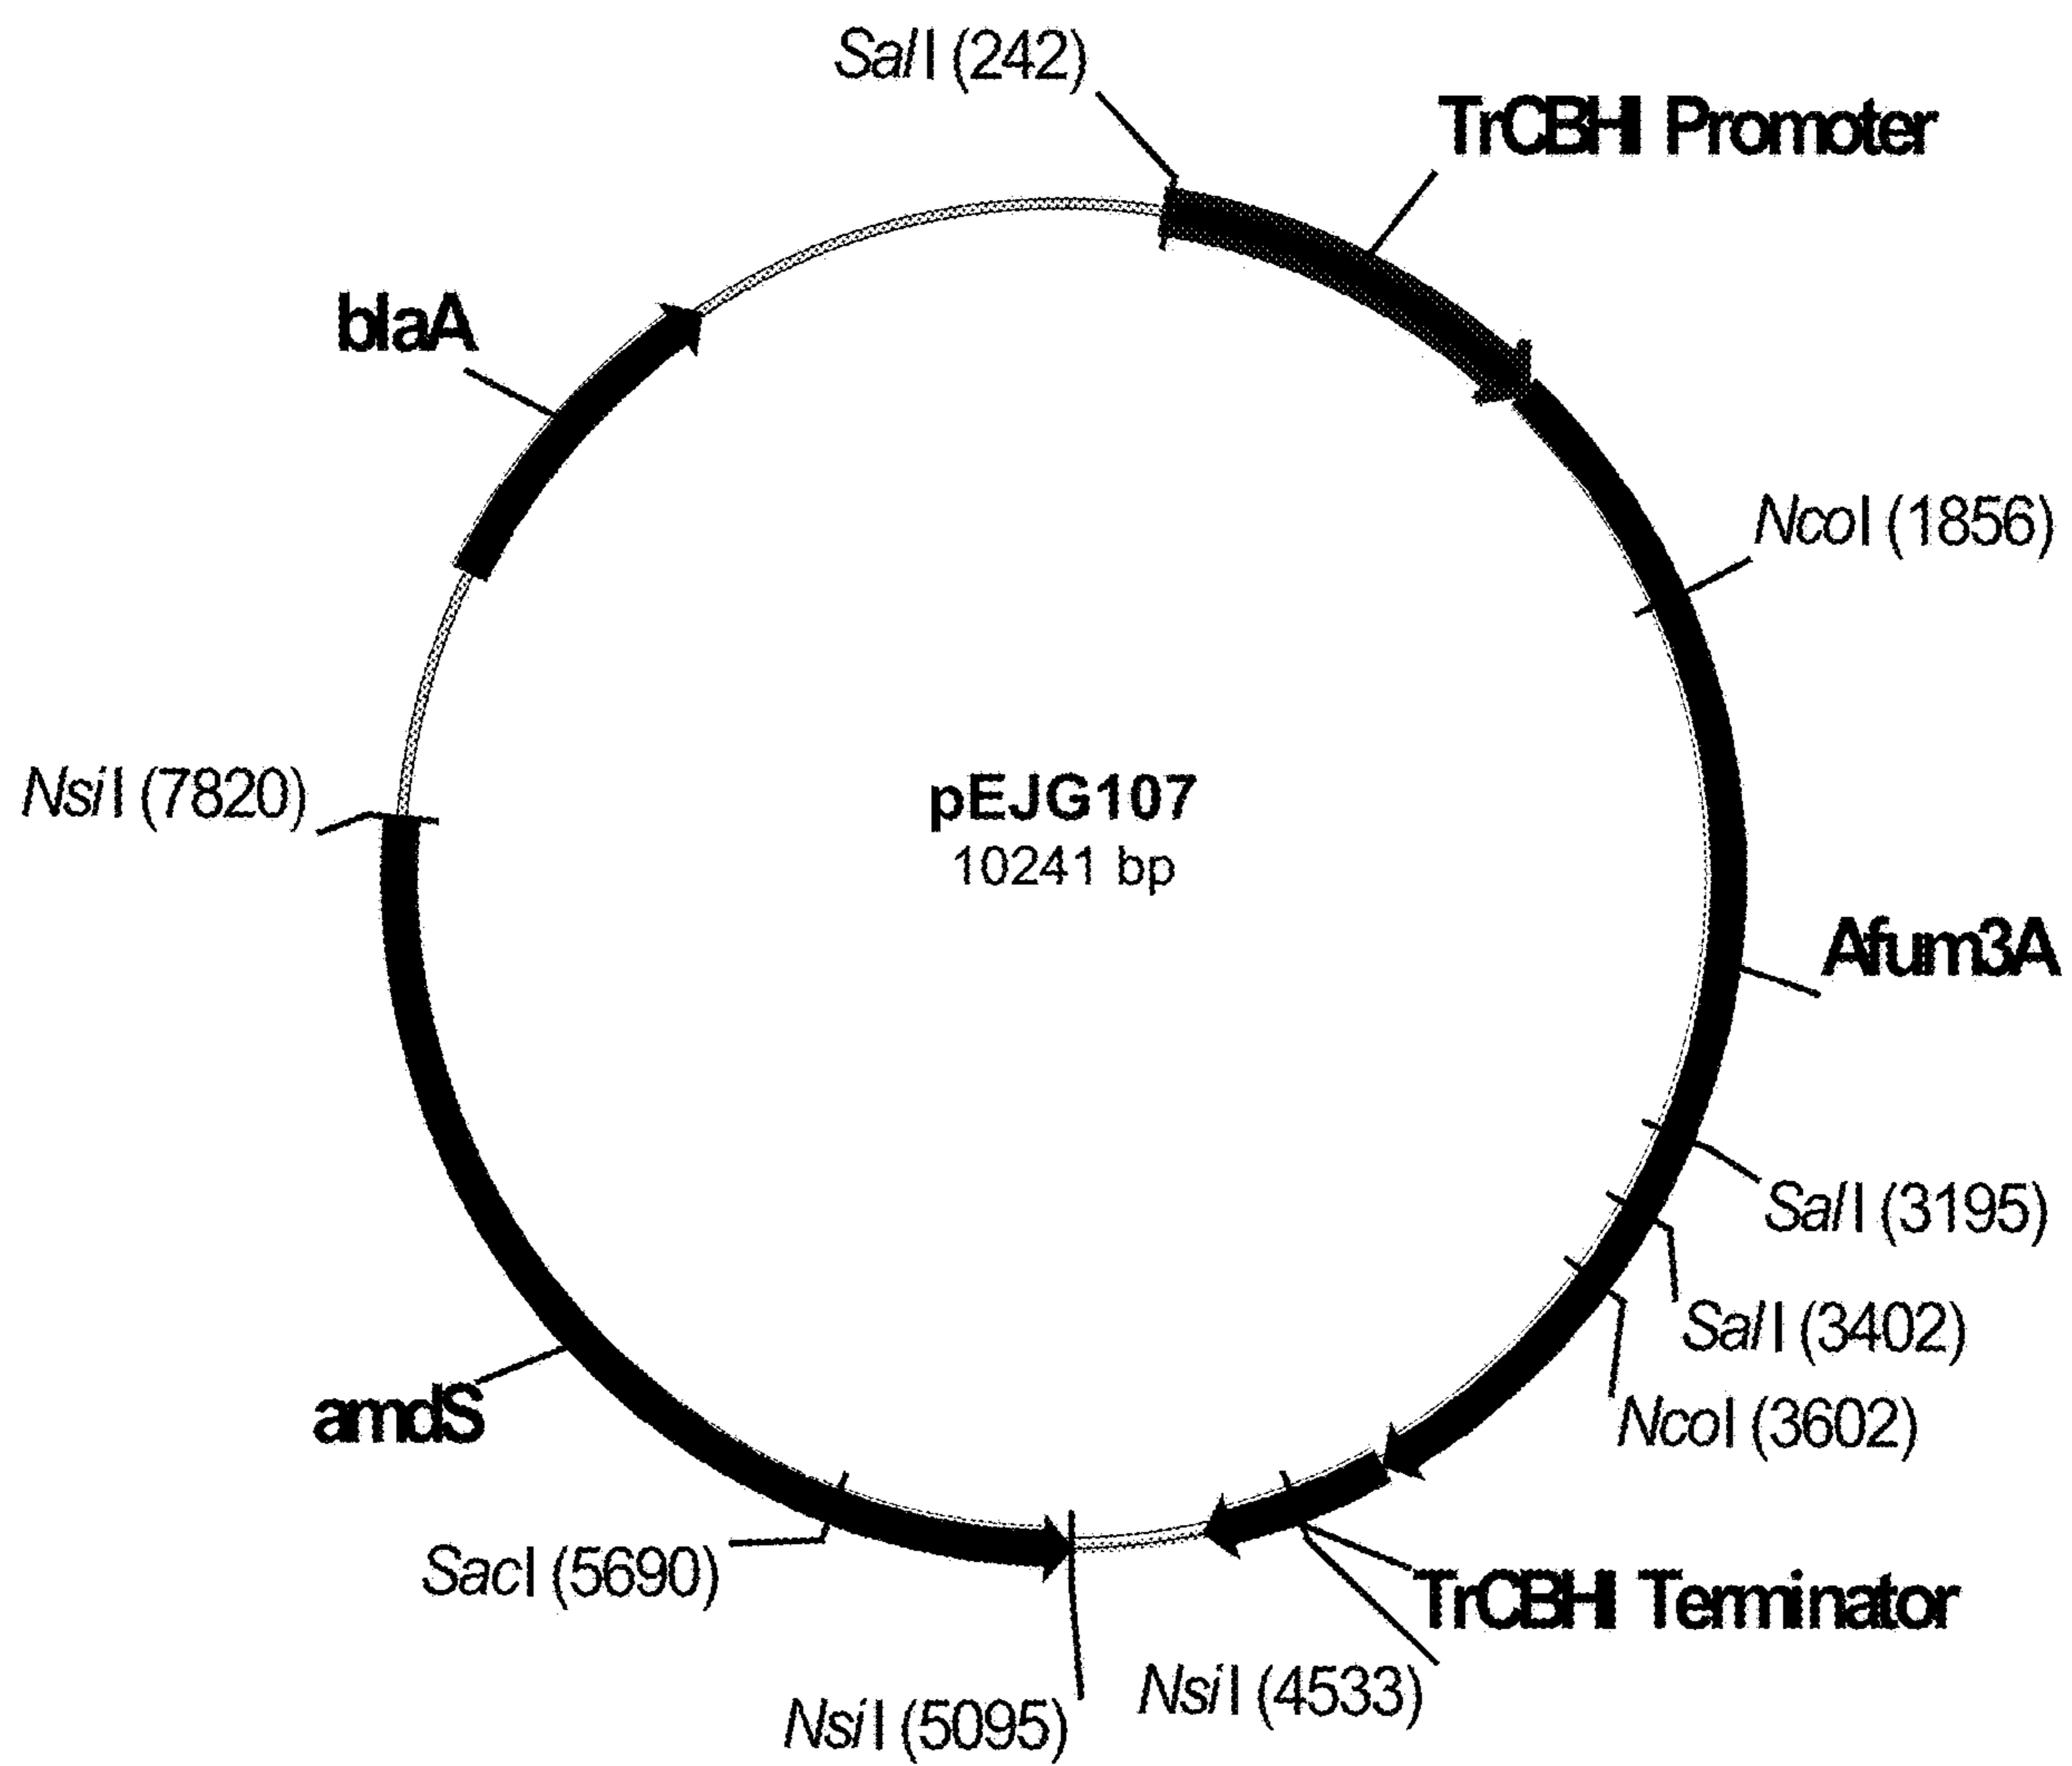 SalI (242)
TrCBHI Promoter
blaA
NcoI (1856)
NsiI (7820)
pEJG107
10241 bp
Afum3A
SalI (3195)
SalI (3402)
NcoI (3602)
amdS
SacI (5690)
TrCBHI Terminator
NsiI (4533)
NsiI (5095)